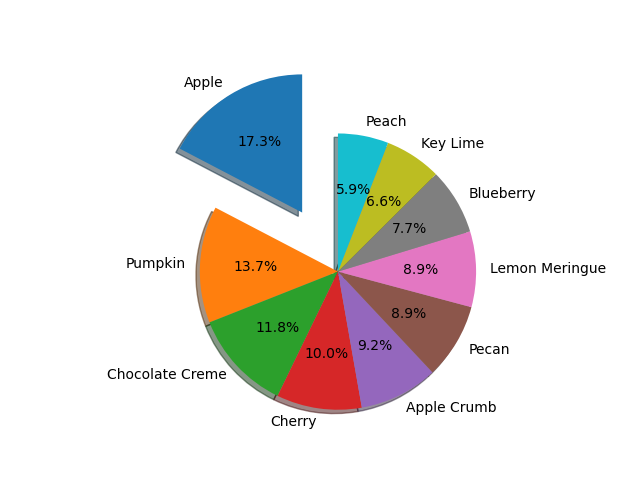 Apple
17.3%
Peach
Key Lime
5.9%
6.6%
Blueberry
7.7%
Pumpkin
13.7%
8.9%
Lemon Meringue
8.9%
Pecan
11.8%
Chocolate Creme
10.0%
Cherry
9.2%
Apple Crumb